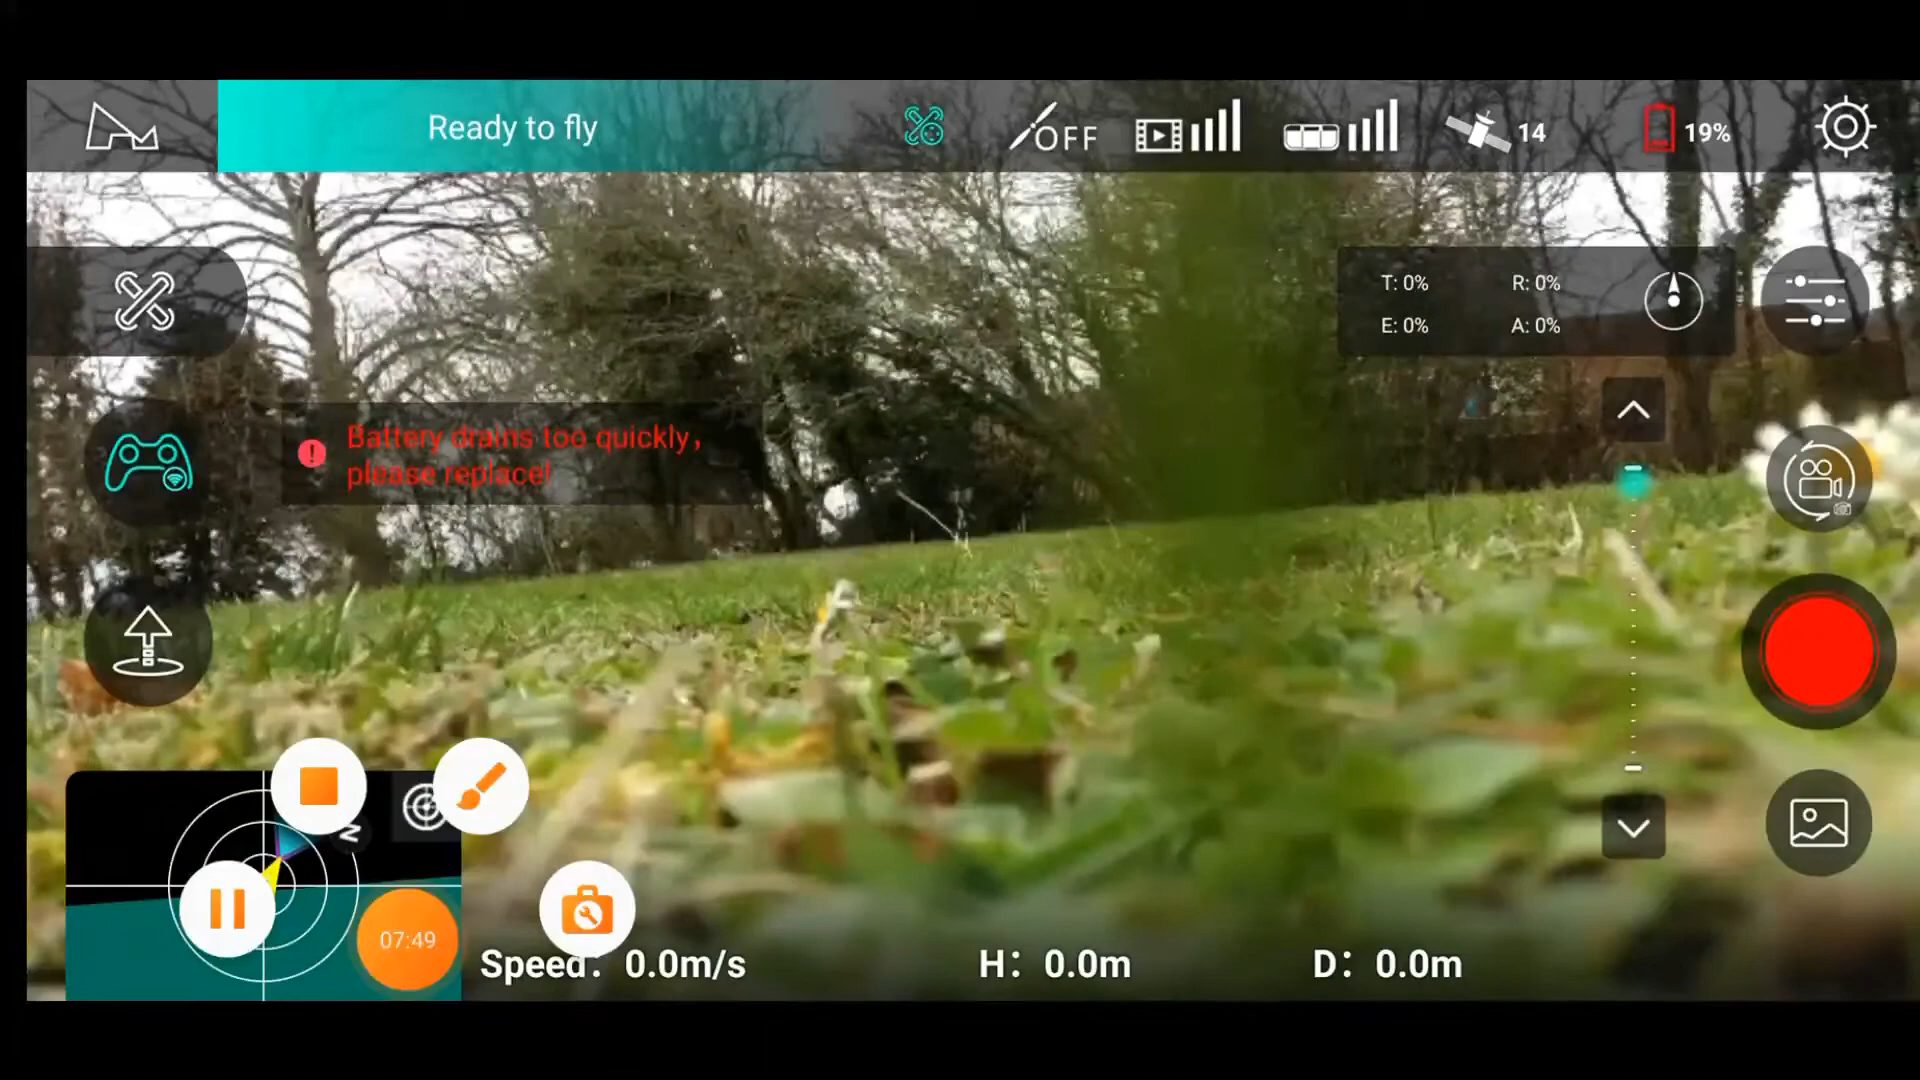 Ready to fly
OFF
14
19%
T: 0%
R: 0%
E: 0%
A: 0%
Battery drains too quickly,
please replace!
N
07:49
Speed: 0.0m/s
H: 0.0m
D: 0.0m